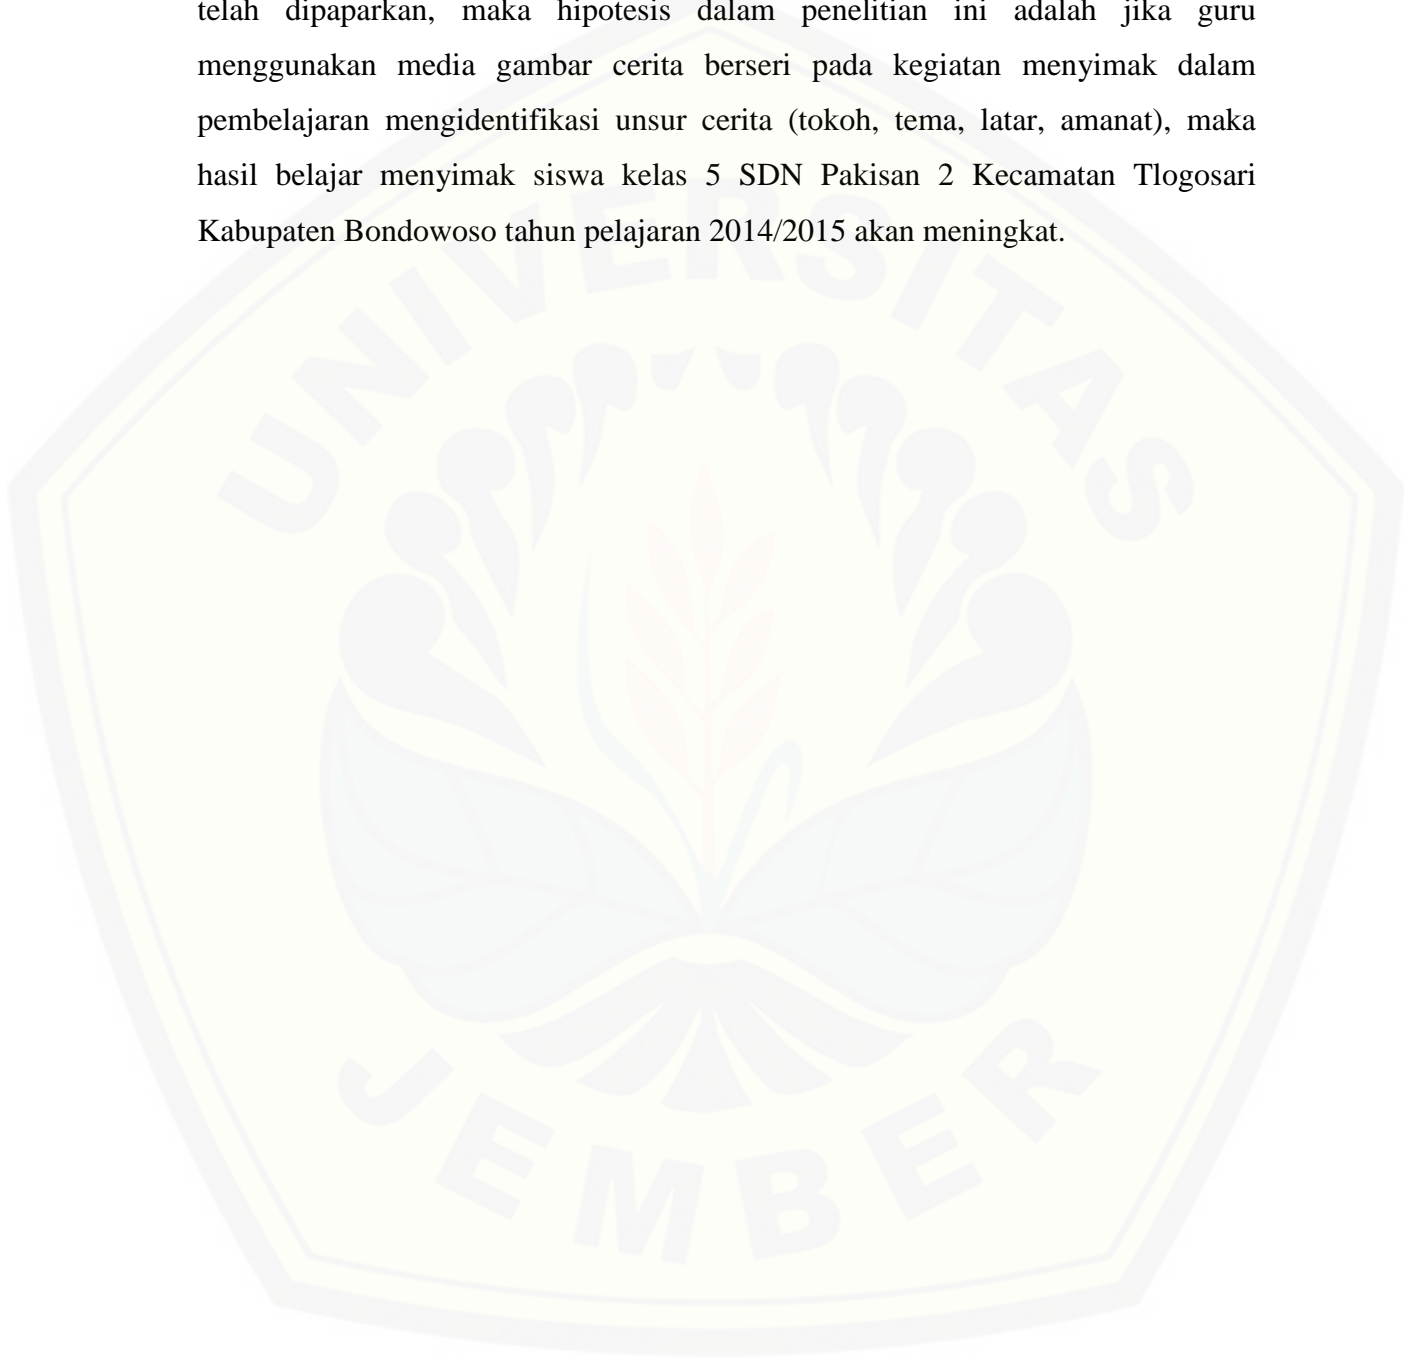 telah dipaparkan, maka hipotesis dalam penelitian ini adalah jika guru
menggunakan media gambar cerita berseri pada kegiatan menyimak dalam
pembelajaran mengidentifikasi unsur cerita (tokoh, tema, latar, amanat), maka
hasil belajar menyimak siswa kelas 5 SDN Pakisan 2 Kecamatan Tlogosari
Kabupaten Bondowoso tahun pelajaran 2014/2015 akan meningkat.
UNIVERSITAS
JEMBER